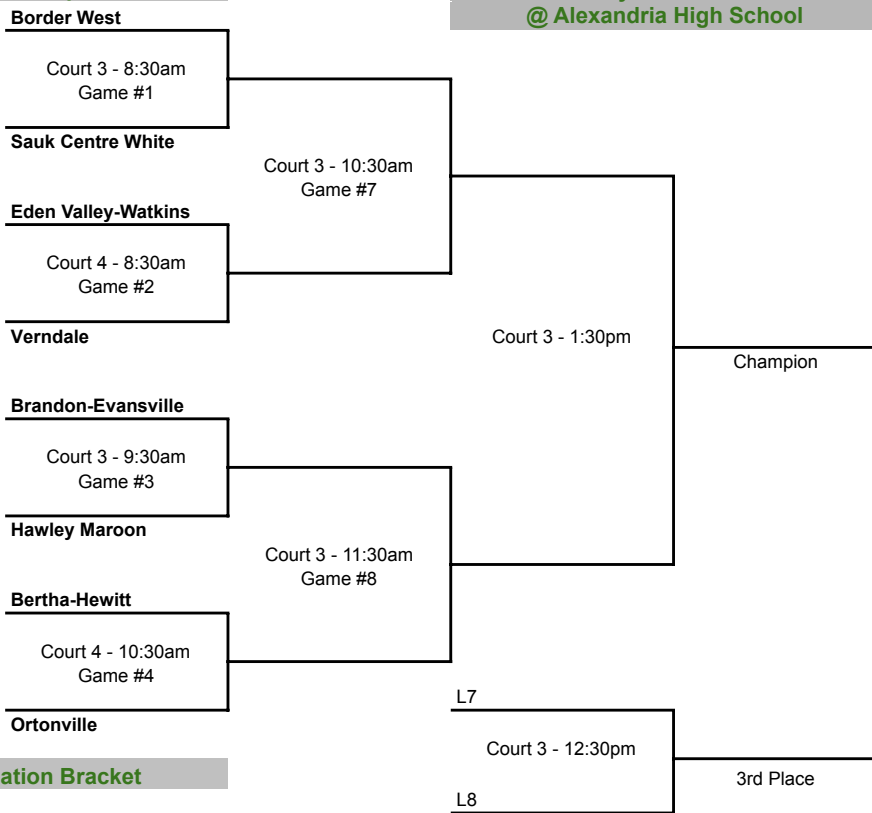 Border West
@ Alexandria High School
Court 3 - 8:30am
Game #1
Sauk Centre White
Court 3 - 10:30am
Game #7
Eden Valley-Watkins
Court 4 - 8:30am
Game #2
Verndale
Court 3 - 1:30pm
Champion
Brandon-Evansville
Court 3 - 9:30am
Game #3
Hawley Maroon
Court 3 - 11:30am
Game #8
Bertha-Hewitt
Court 4 - 10:30am
Game #4
Ortonville
L7
Court 3 - 12:30pm
3rd Place
L8
ation Bracket